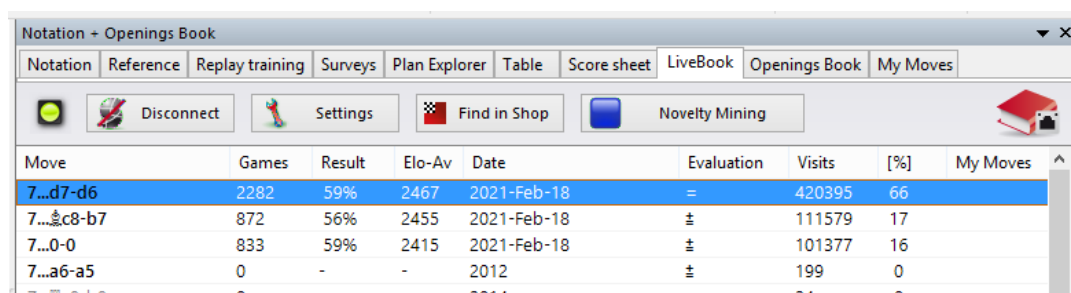 Notation + Openings Book
Notation Reference Replay training Surveys Plan Explorer Table Score sheet LiveBook Openings Book My Moves
Disconnect Settings Find in Shop Novelty Mining
Move Games Result Elo-Av Date Evaluation Visits [%] My Moves
7...d7-d6 2282 59% 2467 2021-Feb-18 = 420395 66
7...♗c8-b7 872 56% 2455 2021-Feb-18 ± 111579 17
7...0-0 833 59% 2415 2021-Feb-18 ± 101377 16
7...a6-a5 0 - - 2012 ± 199 0